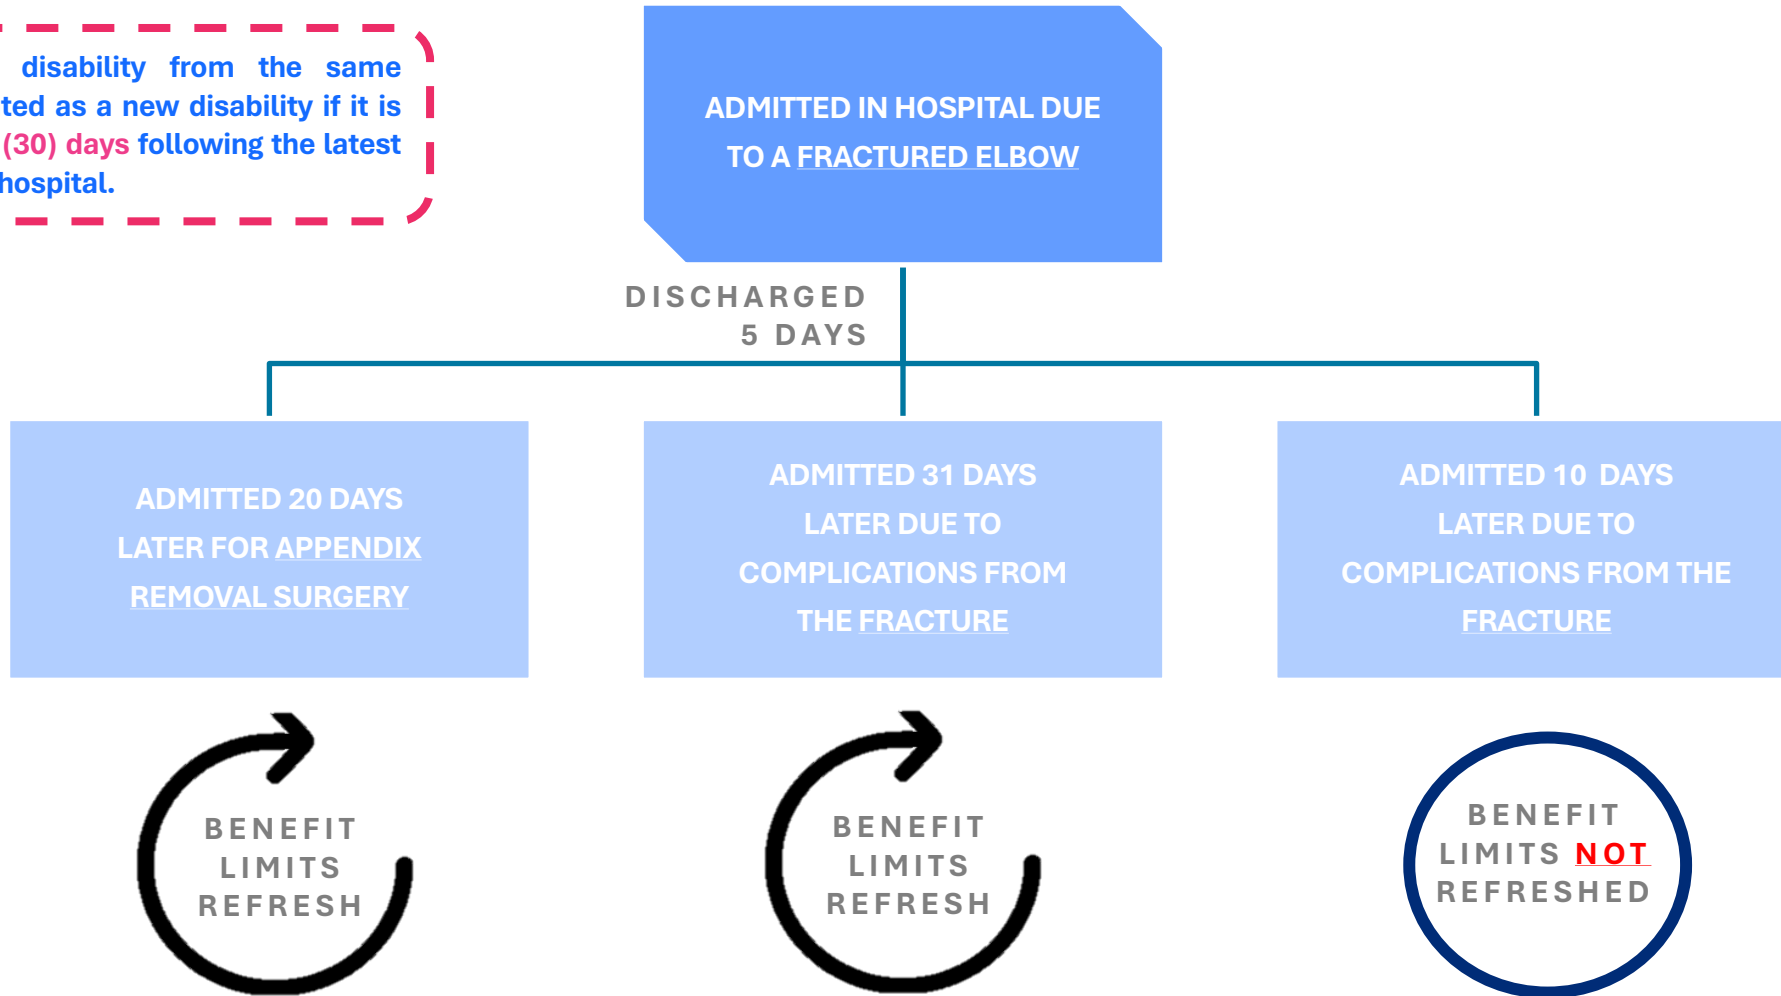 disability from the same
ted as a new disability if it is
(30) days following the latest
hospital.
ADMITTED IN HOSPITAL DUE
TO A FRACTURED ELBOW
DISCHARGED
5 DAYS
ADMITTED 20 DAYS
LATER FOR APPENDIX
REMOVAL SURGERY
ADMITTED 31 DAYS
LATER DUE TO
COMPLICATIONS FROM
THE FRACTURE
ADMITTED 10 DAYS
LATER DUE TO
COMPLICATIONS FROM THE
FRACTURE
BENEFIT
LIMITS
REFRESH
BENEFIT
LIMITS
REFRESH
BENEFIT
LIMITS NOT
REFRESHED